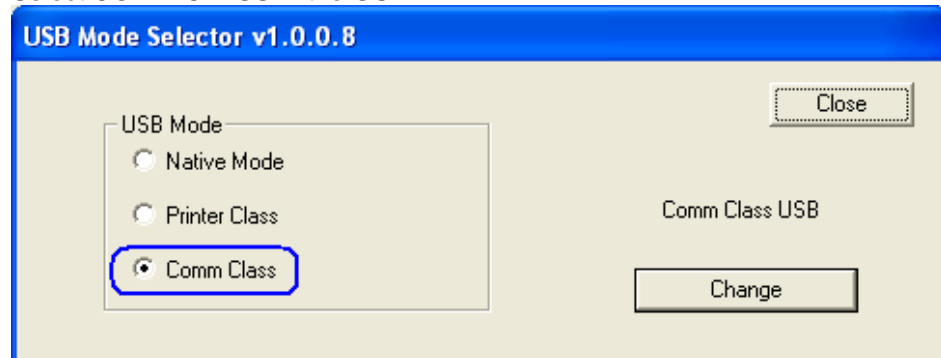 USB Mode Selector v1.0.0.8
Close
USB Mode
Native Mode
Printer Class
Comm Class USB
Comm Class
Change